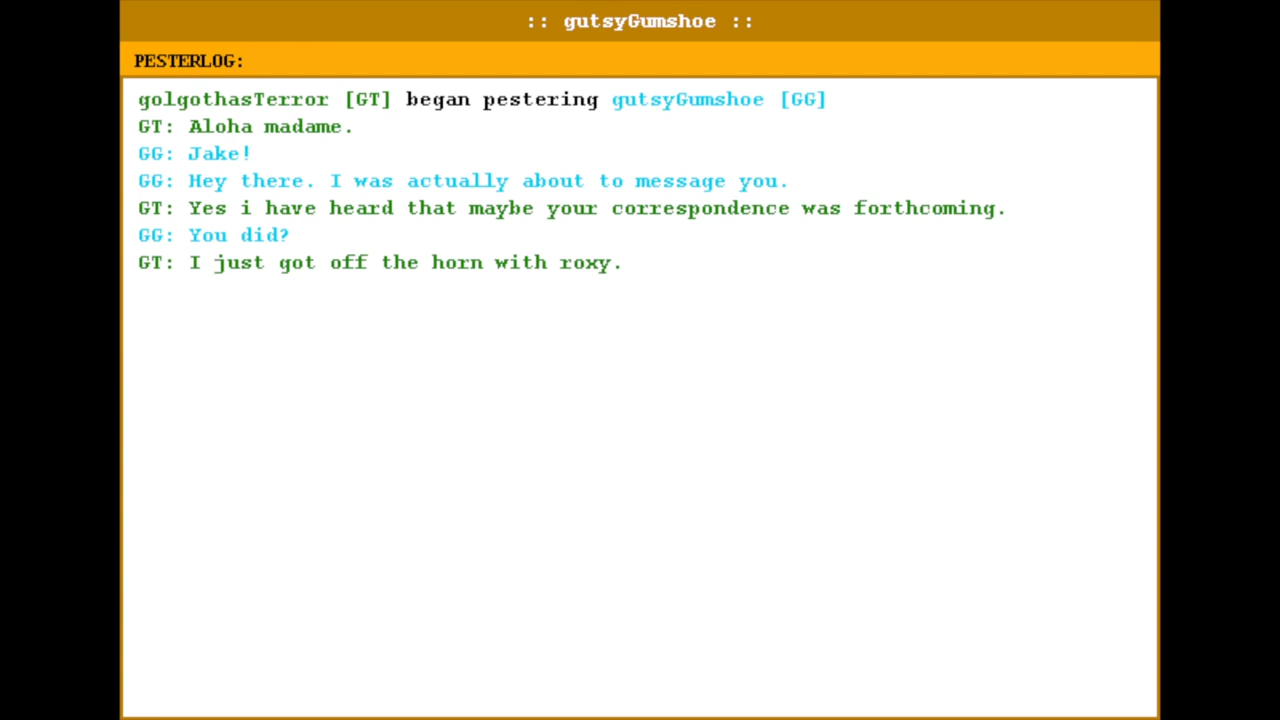 :: gutsyGumshoe ::
PESTERLOG:
golgothasTerror [GT] began pestering gutsyGumshoe [GG]
GT: Aloha madame.
GG: Jake!
GG: Hey there. I was actually about to message you.
GT: Yes i have heard that maybe your correspondence was forthcoming.
GG: You did?
GT: I just got off the horn with roxy.